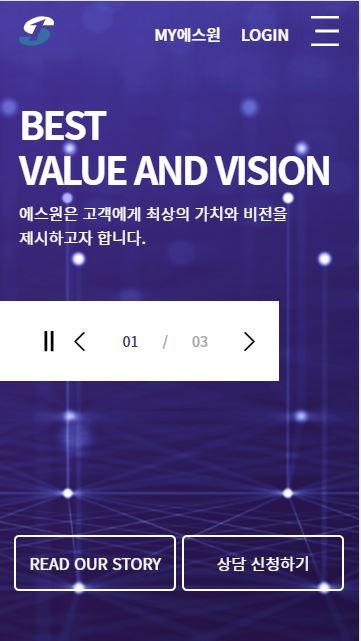 MY에스원 LOGIN
BEST
VALUE AND VISION
에스원은 고객에게 최상의 가치와 비전을
제시하고자 합니다.
01 / 03
READ OUR STORY 상담 신청하기